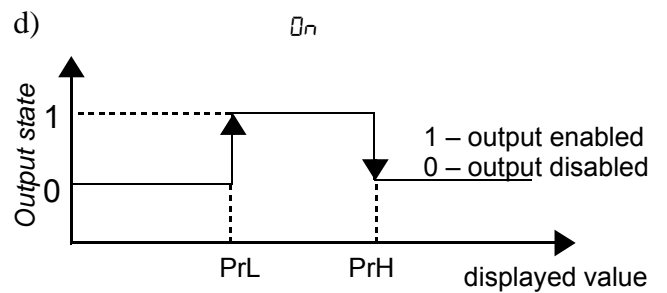 d)
On
Output state
1
0
1 – output enabled
0 – output disabled
PrL
PrH
displayed value